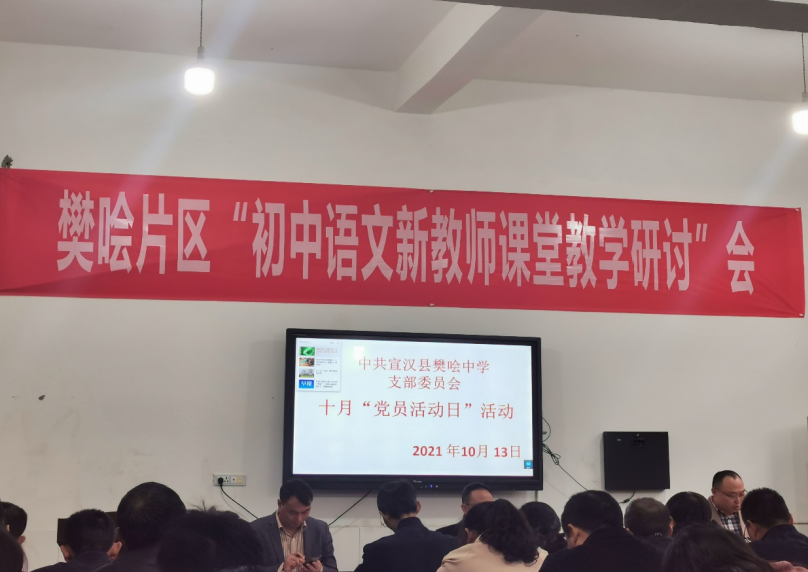 樊哙片区“初中语文新教师课堂教学研讨”会
中共宣汉县樊哙中学
支部委员会
十月“党员活动日”活动
2021年10月13日